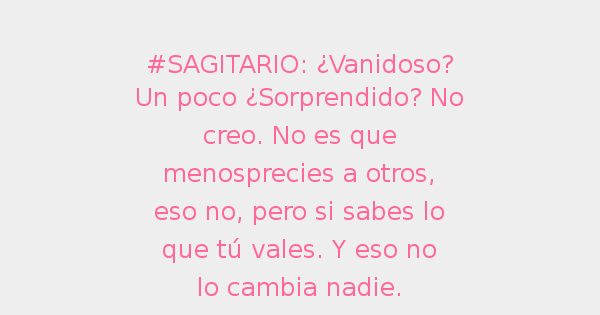 #SAGITARIO: ¿Vanidoso?
Un poco ¿Sorprendido? No
creo. No es que
menosprecies a otros,
eso no, pero si sabes lo
que tú vales. Y eso no
lo cambia nadie.